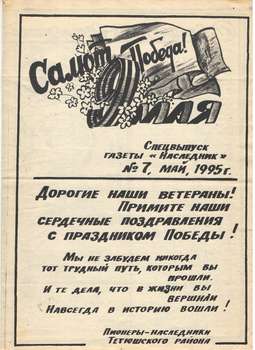 Самот
Победа!
9 мая
Спецвыпуск
газеты «Наследник»
№ 7, май, 1995 г.
Дорогие наши ветераны!
Примите наши
сердечные поздравления
с праздником Победы!
Мы не забудем никогда
тот трудный путь, которым вы
прошли.
И те дела, что в жизни вы
вершили
Навсегда в историю вошли!
Пионеры-наследники
Тетюшского района